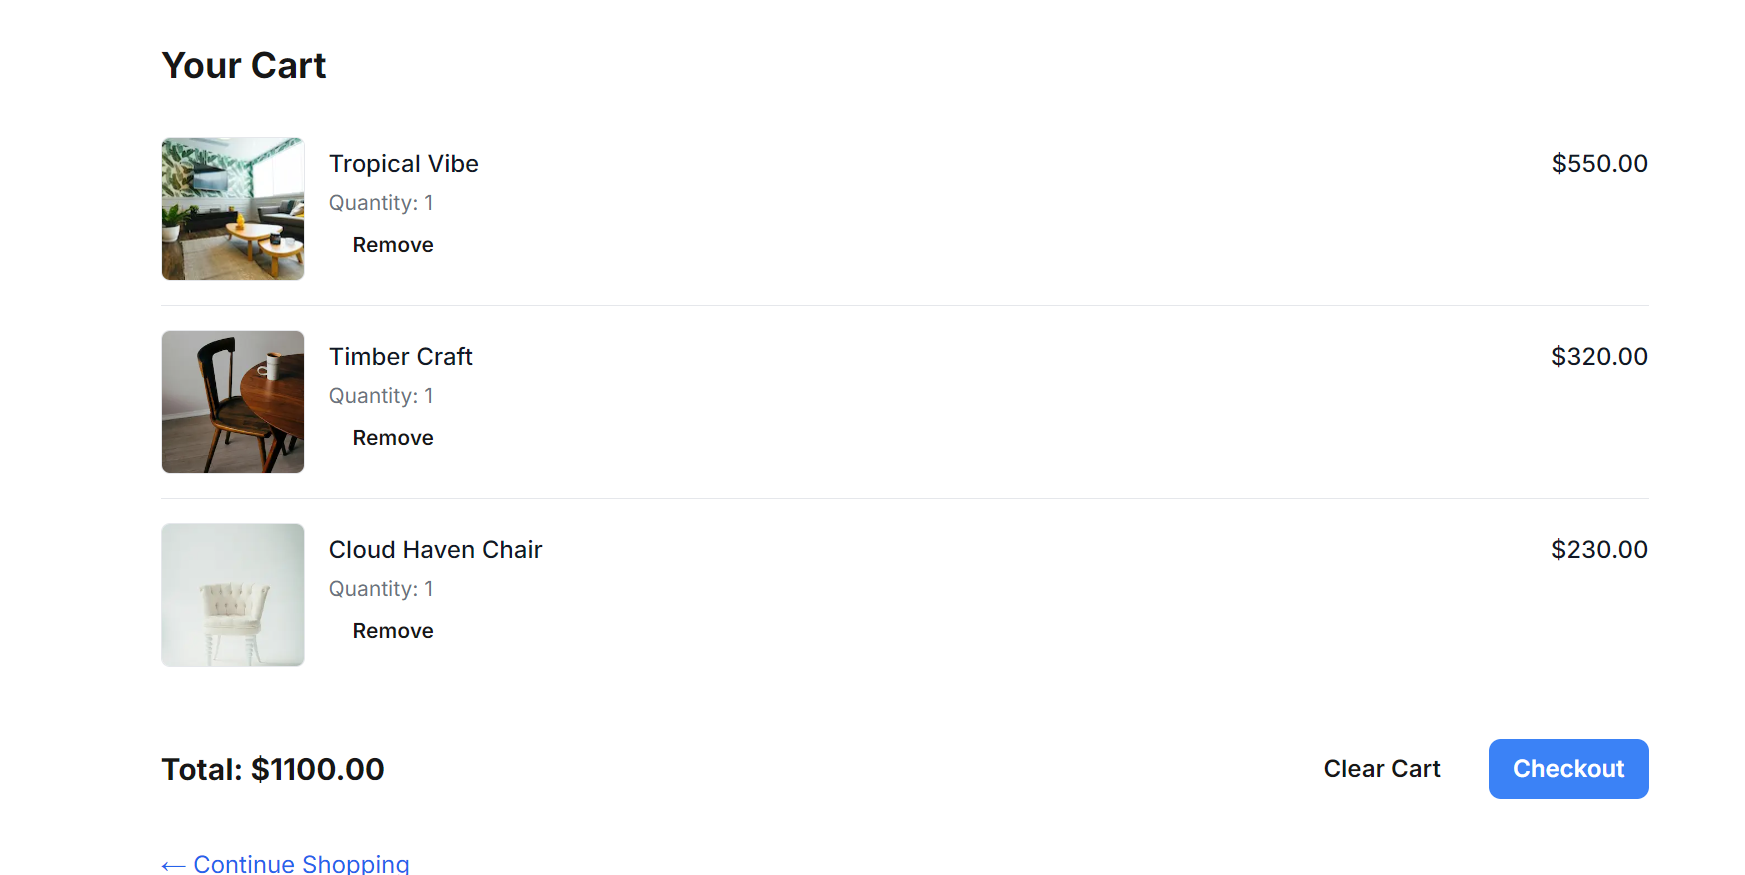 Your Cart
Tropical Vibe
$550.00
Quantity: 1
Remove
Timber Craft
$320.00
Quantity: 1
Remove
Cloud Haven Chair
$230.00
Quantity: 1
Remove
Total: $1100.00
Clear Cart
Checkout
← Continue Shopping